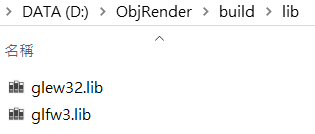 DATA (D:) > ObjRender > build > lib
名稱
glew32.lib
glfw3.lib